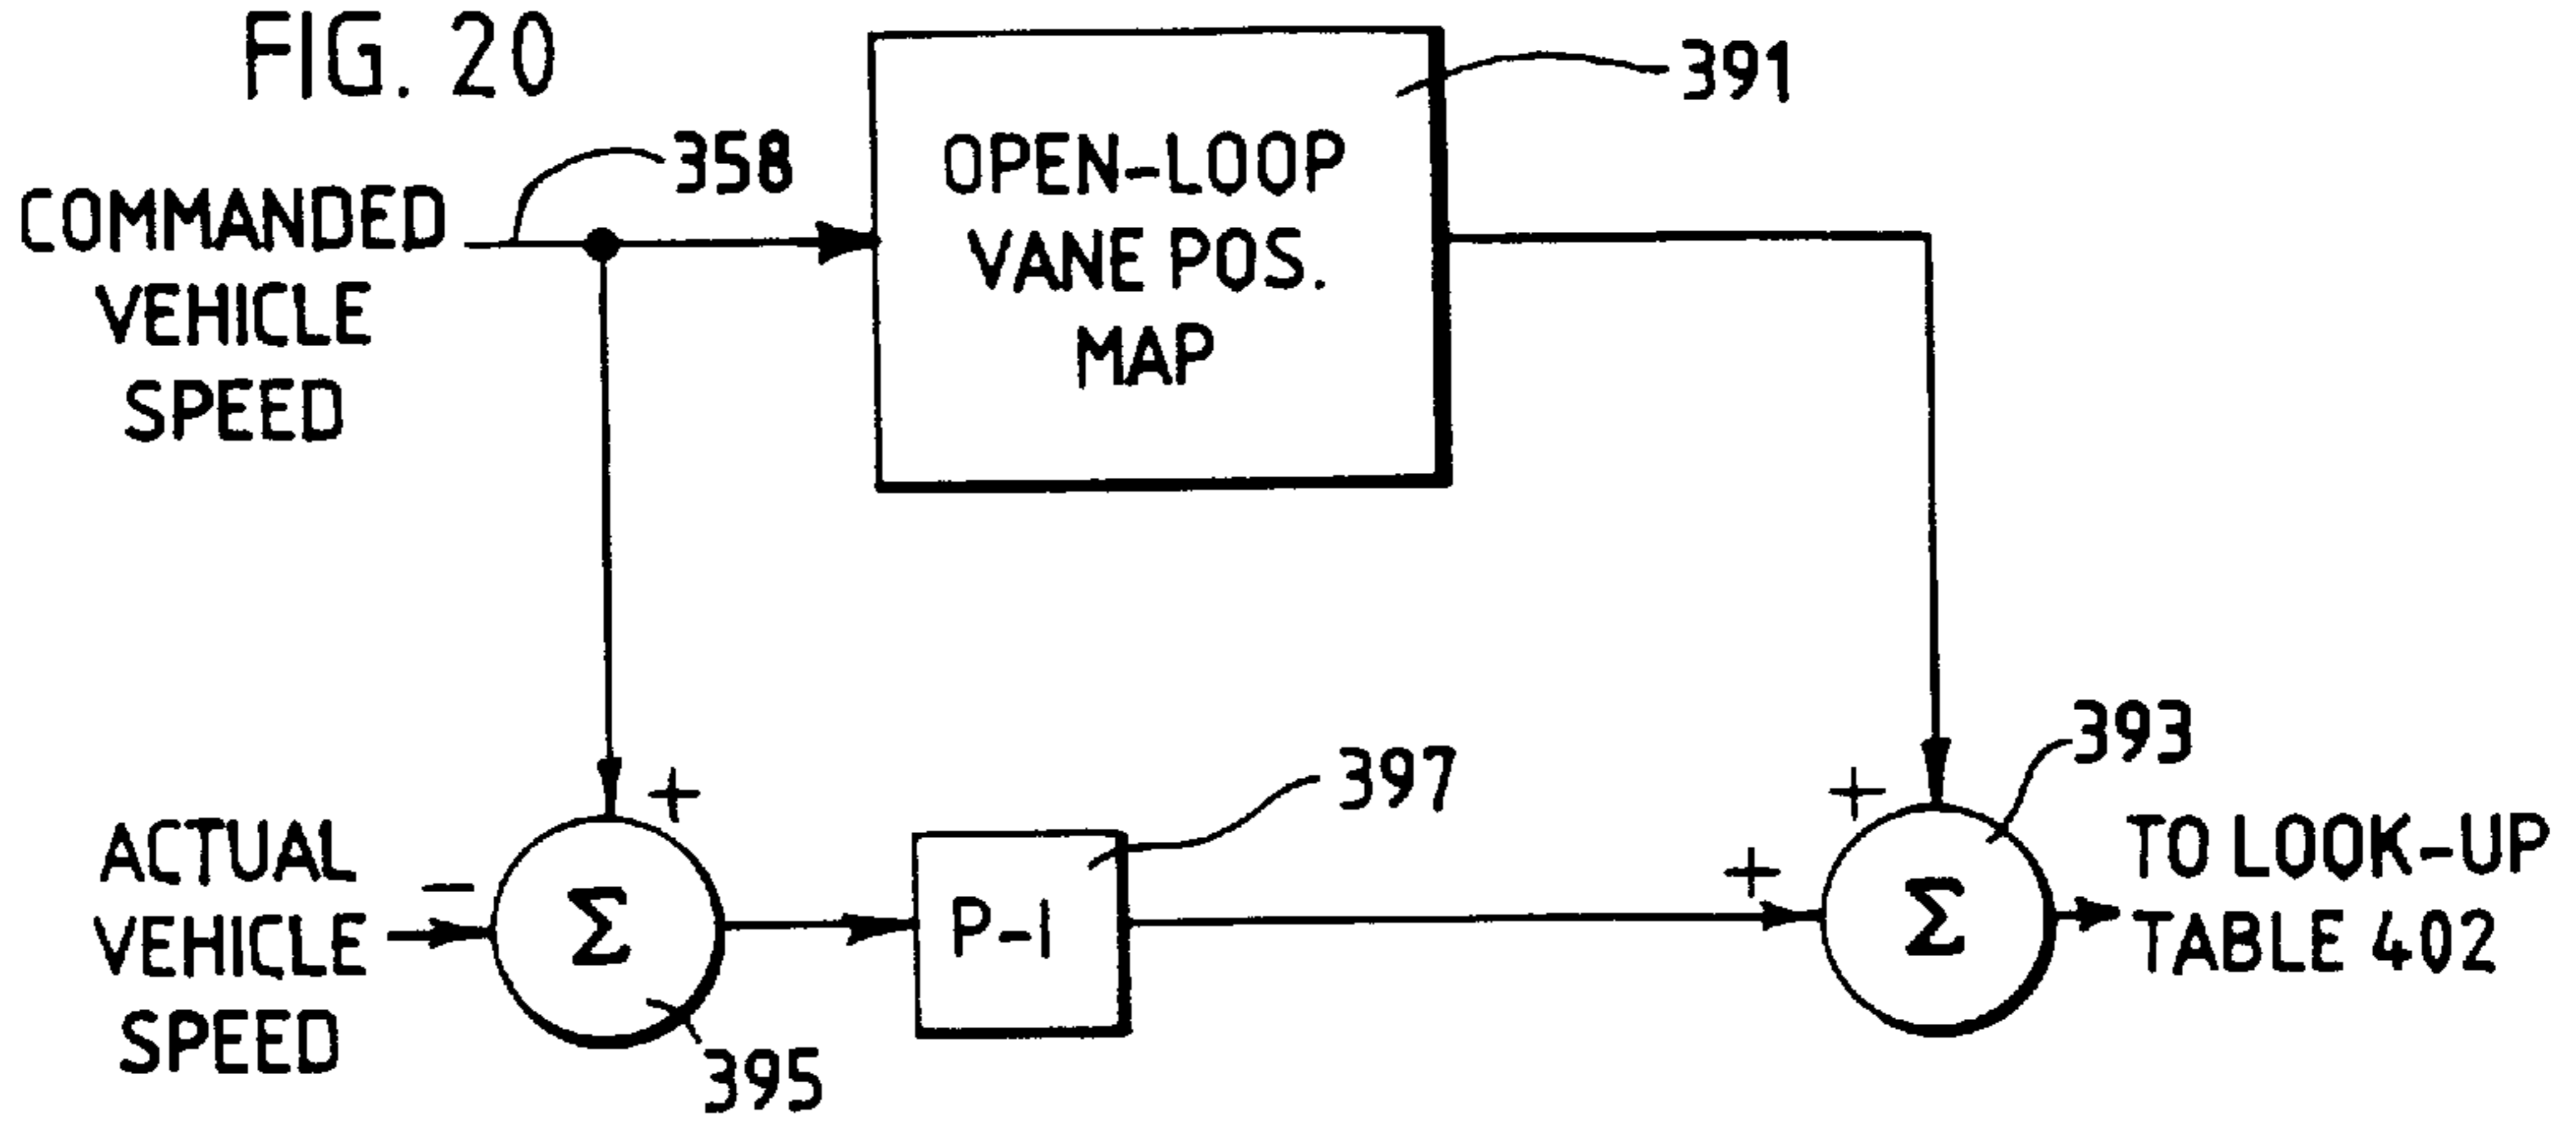 FIG. 20
391
358
OPEN-LOOP
VANE POS.
MAP
COMMANDED
VEHICLE
SPEED
393
397
+
+
+
-
ACTUAL
VEHICLE
SPEED
Σ
P-I
Σ
TO LOOK-UP
TABLE 402
395